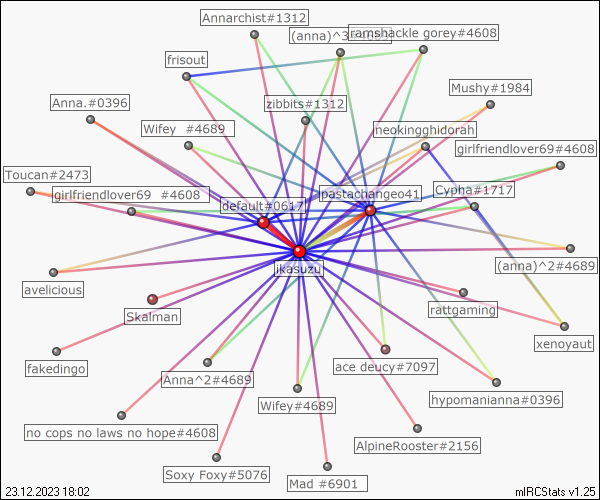 Annarchist#1312
(anna)^3
ramshackle gorey#4608
frisout
Mushy#1984
Anna.#0396
zibbits#1312
Wifey #4689
neokingghidorah
girlfriendlover69#4608
Toucan#2473
girlfriendlover69 #4608
pastachangeo41
Cypha#1717
default#0617
jkasuzu
(anna)^2#4689
avelicious
Skalman
rattgaming
xenoyaut
fakedingo
ace deucy#7097
Anna^2#4689
hypomanianna#0396
Wifey#4689
no cops no laws no hope#4608
AlpineRooster#2156
Soxy Foxy#5076
Mad #6901
23.12.2023 18:02
mIRCStats v1.25